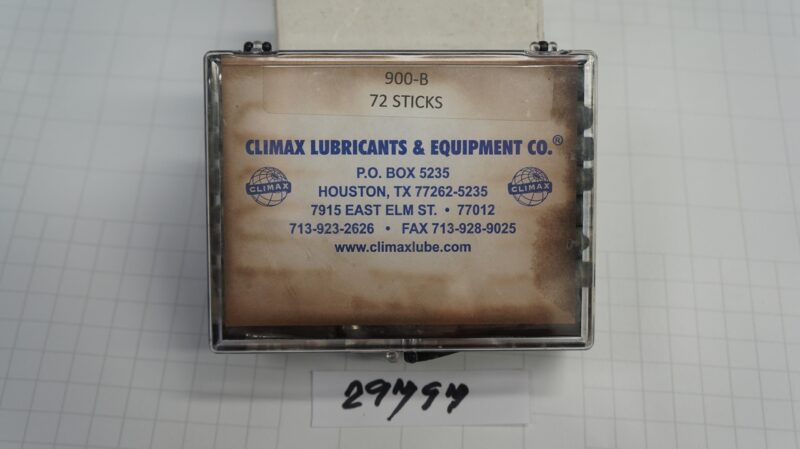 900-B
72 STICKS
CLIMAX LUBRICANTS & EQUIPMENT CO.®
P.O. BOX 5235
CLIMAX
HOUSTON, TX 77262-5235
CLIMAX
7915 EAST ELM ST. • 77012
713-923-2626 • FAX 713-928-9025
www.climaxlube.com